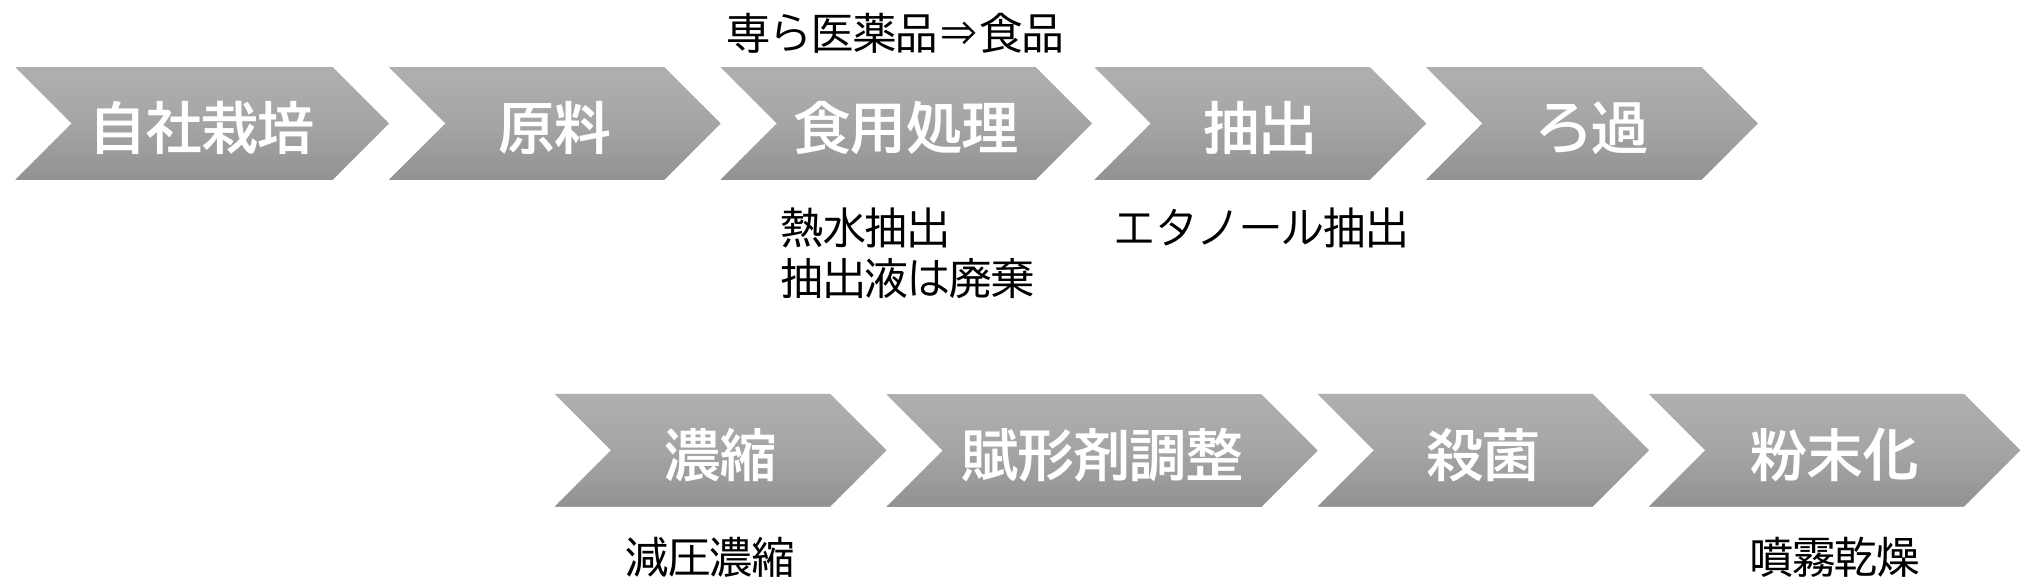 専ら医薬品⇒食品
自社栽培
原料
食用処理
抽出
ろ過
熱水抽出
抽出液は廃棄
エタノール抽出
濃縮
賦形剤調整
殺菌
粉末化
減圧濃縮
噴霧乾燥